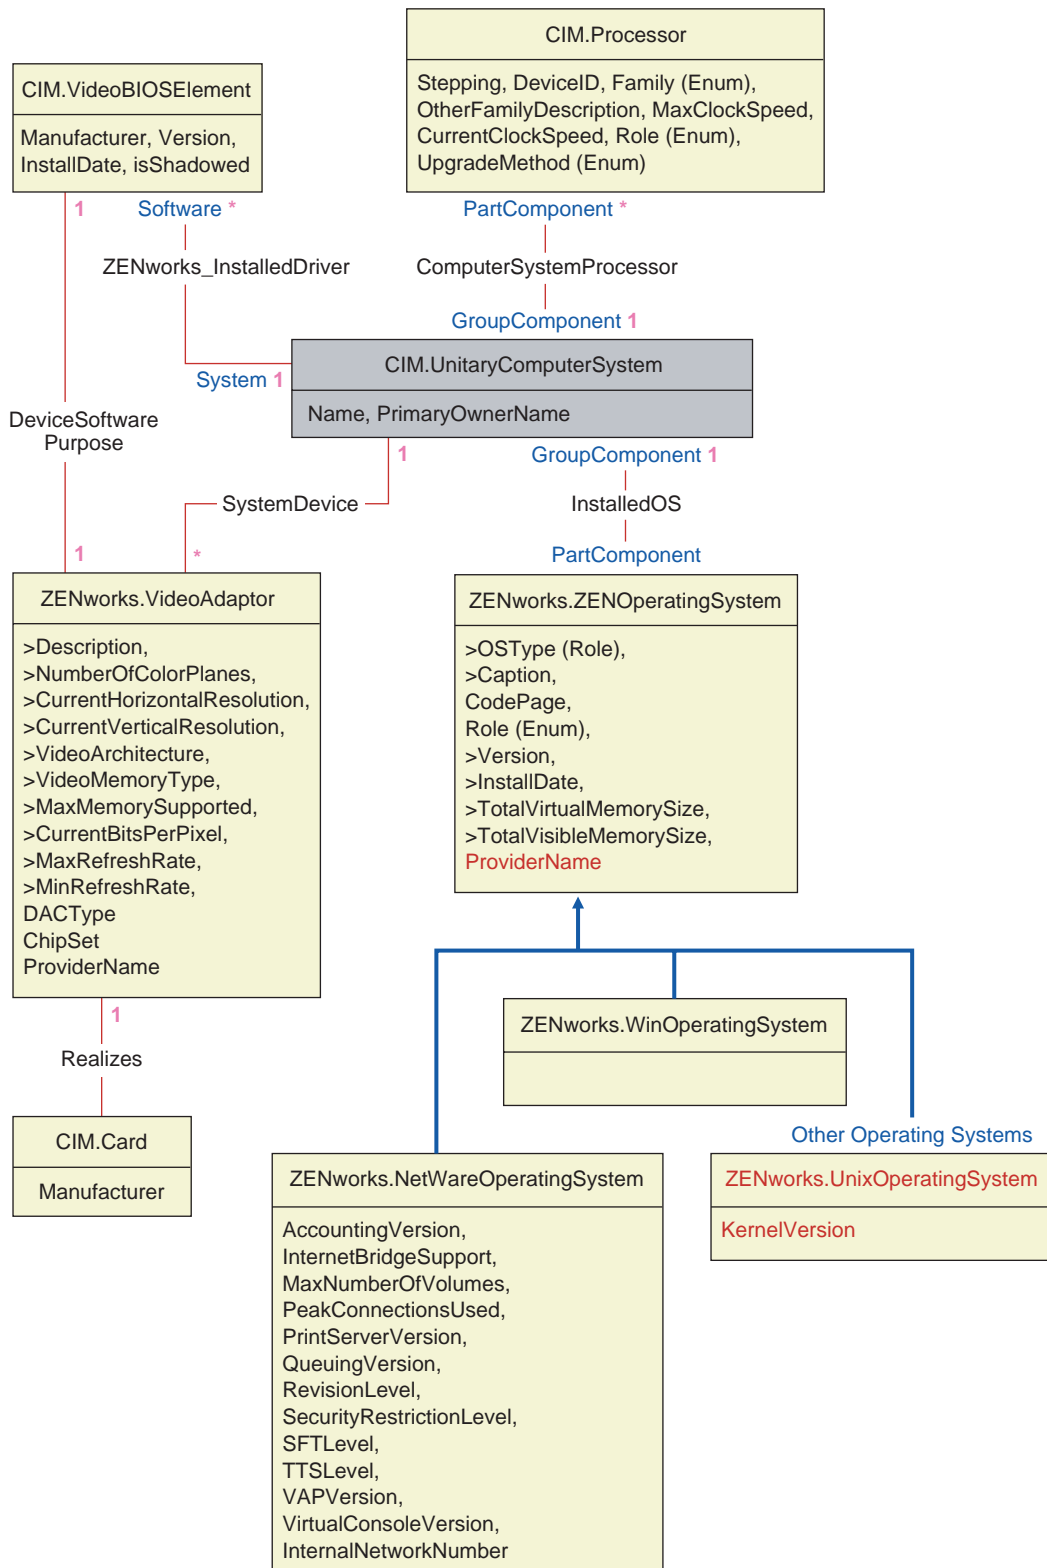 CIM.Processor
Stepping, DeviceID, Family (Enum),
OtherFamilyDescription, MaxClockSpeed,
CurrentClockSpeed, Role (Enum),
UpgradeMethod (Enum)
CIM.VideoBIOSElement
Manufacturer, Version,
InstallDate, isShadowed
1
Software *
PartComponent *
ZENworks_InstalledDriver
ComputerSystemProcessor
GroupComponent 1
CIM.UnitaryComputerSystem
Name, PrimaryOwnerName
System 1
DeviceSoftware
Purpose
1
GroupComponent 1
SystemDevice
InstalledOS
1
*
PartComponent
ZENworks.VideoAdaptor
>Description,
>NumberOfColorPlanes,
>CurrentHorizontalResolution,
>CurrentVerticalResolution,
>VideoArchitecture,
>VideoMemoryType,
>MaxMemorySupported,
>CurrentBitsPerPixel,
>MaxRefreshRate,
>MinRefreshRate,
DACType
ChipSet
ProviderName
ZENworks.ZENOperatingSystem
>OSType (Role),
>Caption,
CodePage,
Role (Enum),
>Version,
>InstallDate,
>TotalVirtualMemorySize,
>TotalVisibleMemorySize,
ProviderName
1
Realizes
CIM.Card
Manufacturer
ZENworks.WinOperatingSystem
Other Operating Systems
ZENworks.NetWareOperatingSystem
AccountingVersion,
InternetBridgeSupport,
MaxNumberOfVolumes,
PeakConnectionsUsed,
PrintServerVersion,
QueuingVersion,
RevisionLevel,
SecurityRestrictionLevel,
SFTLevel,
TTSLevel,
VAPVersion,
VirtualConsoleVersion,
InternalNetworkNumber
ZENworks.UnixOperatingSystem
KernelVersion